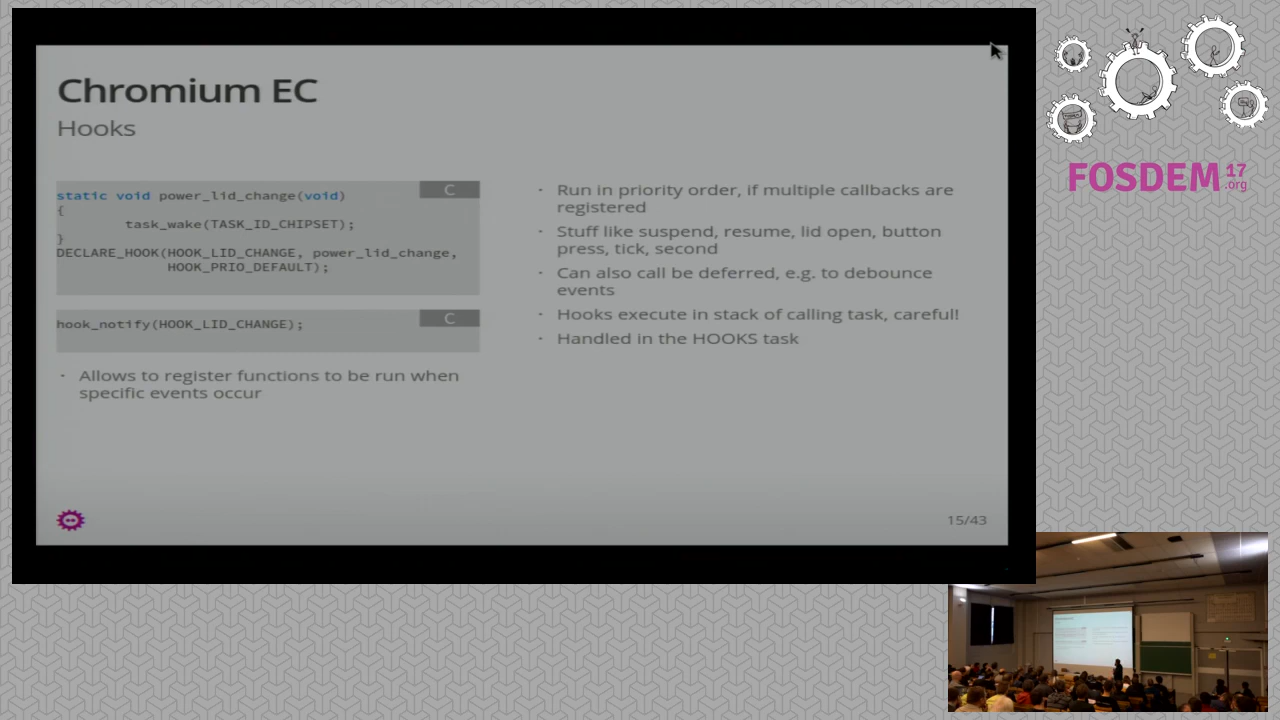 Chromium EC
Hooks
C
static void power_lid_change(void)
{
task_wake(TASK_ID_CHIPSET);
}
DECLARE_HOOK(HOOK_LID_CHANGE, power_lid_change,
HOOK_PRIO_DEFAULT);
C
hook_notify(HOOK_LID_CHANGE);
· Allows to register functions to be run when
specific events occur
· Run in priority order, if multiple callbacks are
registered
· Stuff like suspend, resume, lid open, button
press, tick, second
· Can also call be deferred, e.g. to debounce
events
· Hooks execute in stack of calling task, careful!
· Handled in the HOOKS task
15/43
FOSDEM 17
.org